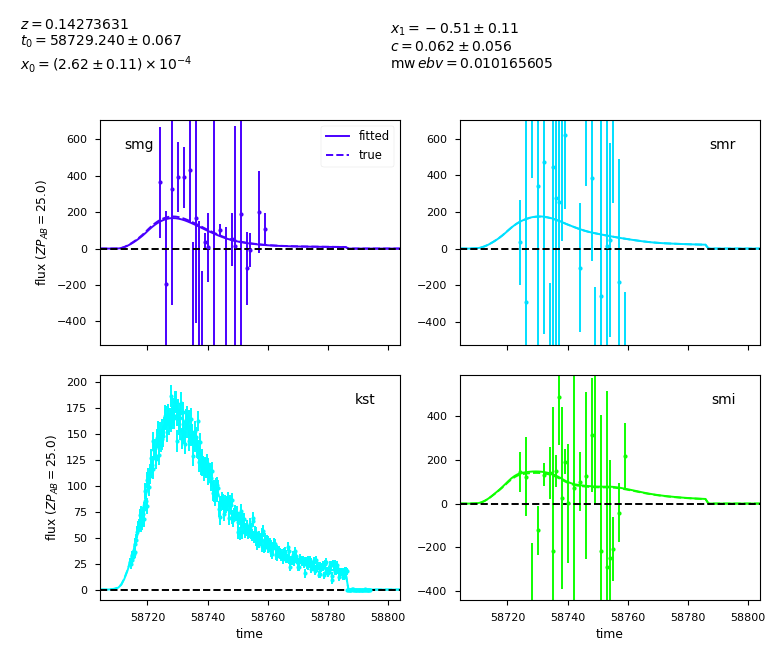 z = 0.14273631
t₀ = 58729.240 ± 0.067
x₀ = (2.62 ± 0.11) × 10⁻⁴
x₁ = −0.51 ± 0.11
c = 0.062 ± 0.056
mw ebv = 0.010165605
smg
fitted
true
600
400
200
0
−200
−400
flux (ZP_AB = 25.0)
smr
600
400
200
0
−200
−400
kst
200
175
150
125
100
75
50
25
0
flux (ZP_AB = 25.0)
58720 58740 58760 58780 58800
time
smi
400
200
0
−200
−400
58720 58740 58760 58780 58800
time